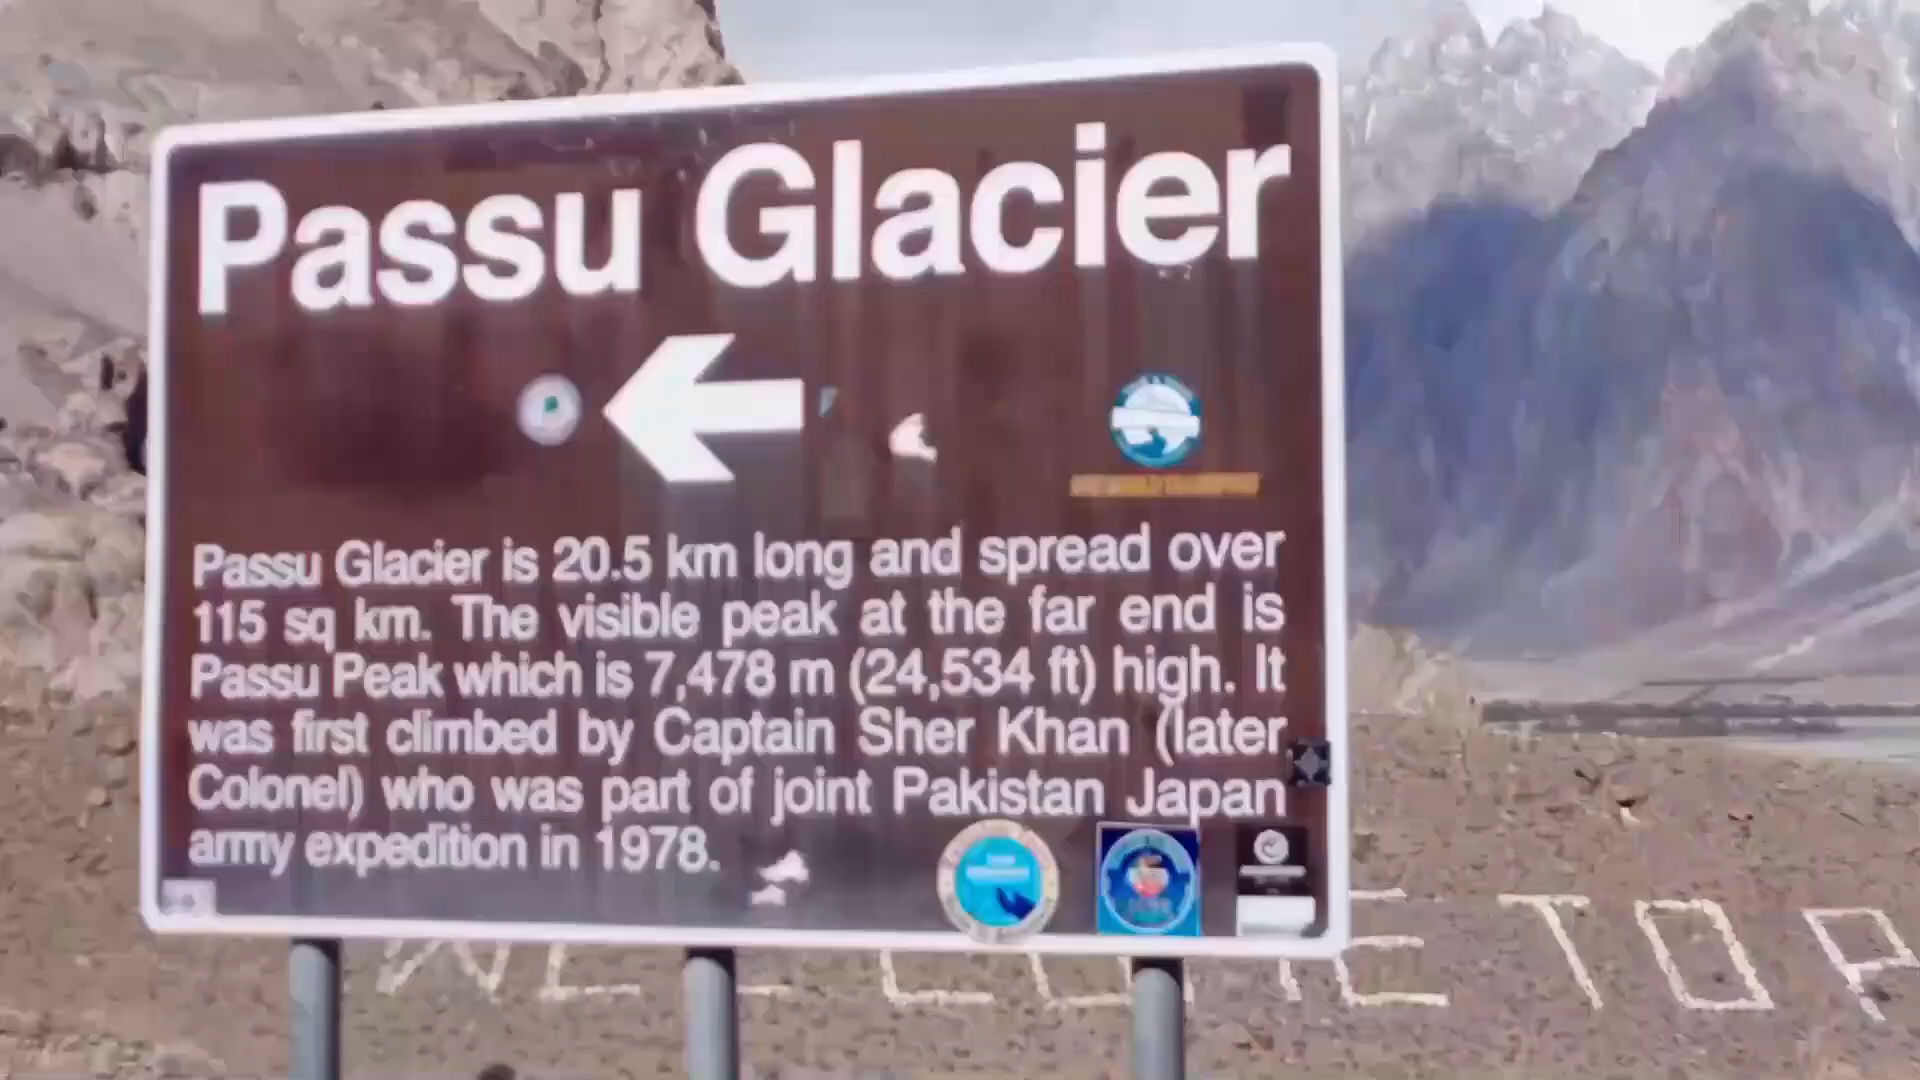 Passu Glacier
Passu Glacier is 20.5 km long and spread over
115 sq km. The visible peak at the far end is
Passu Peak which is 7,478 m (24,534 ft) high. It
was first climbed by Captain Sher Khan (later
Colonel) who was part of joint Pakistan Japan
army expedition in 1978.
WELCOME TO P